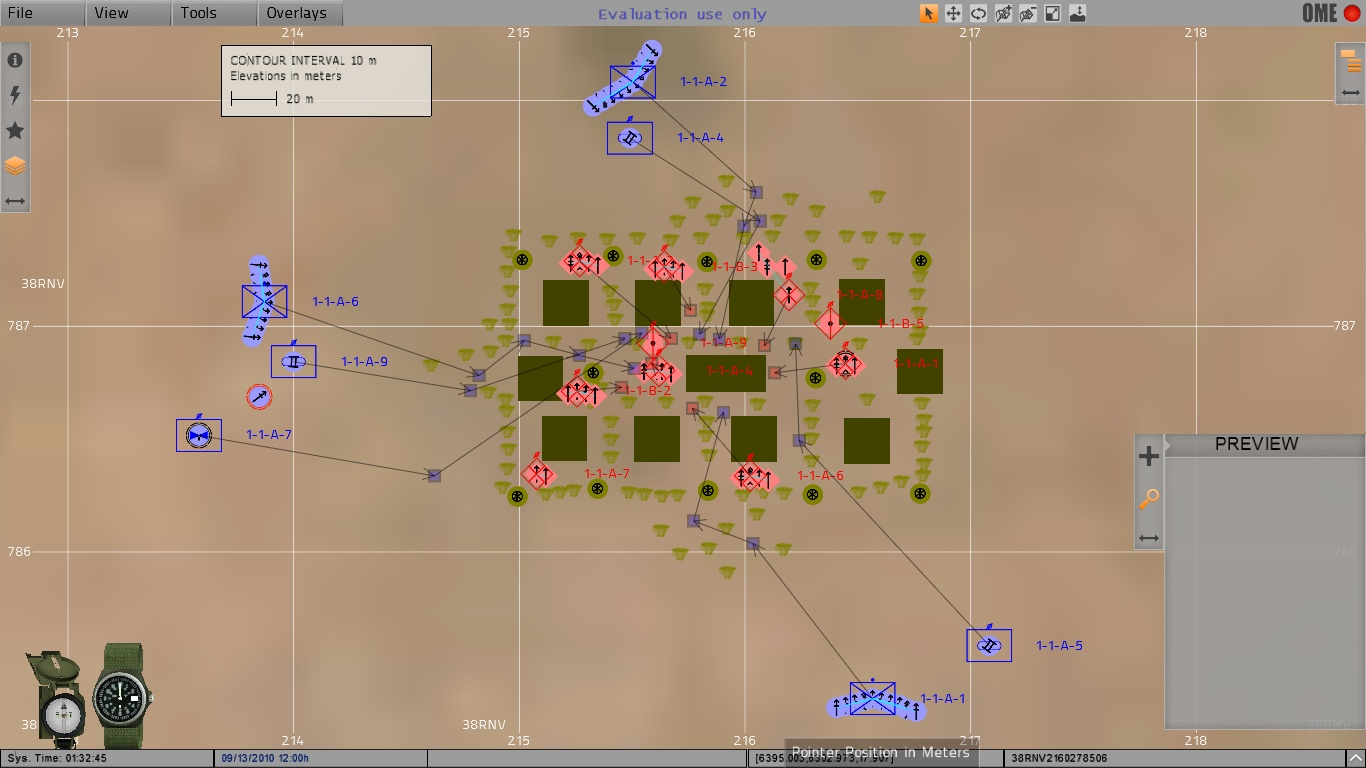 File View Tools Overlays Evaluation use only OME
213 214 215 216 217 218
CONTOUR INTERVAL 10 m
Elevations in meters
20 m
1-1-A-2
1-1-A-4
1-1-B-3
38RNV
1-1-A-6
1-1-A-8
1-1-B-5
787
787
1-1-A-9
1-1-A-9
1-1-A-1
1-1-A-4
1-1-B-2
1-1-A-7
PREVIEW
1-1-A-7
1-1-A-6
786
786
1-1-A-5
1-1-A-1
38RNV
38RNV
214 215 216 217 218
Pointer Position in Meters
Sys. Time: 01:32:45
09/13/2010 12:00h
38RNV2160278506